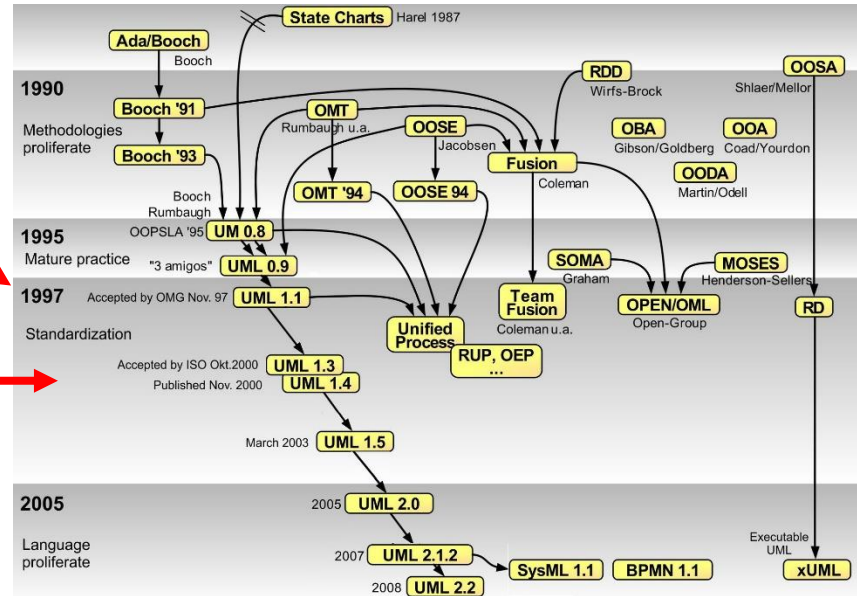 State Charts Harel 1987
Ada/Booch
Booch
RDD
Wirfs-Brock
OOSA
Shlaer/Mellor
1990
Methodologies
proliferate
Booch '91
OMT
Rumbaugh u.a.
OOSE
Jacobsen
OBA
Gibson/Goldberg
OOA
Coad/Yourdon
Booch '93
Fusion
Coleman
OODA
Martin/Odell
OMT '94
OOSE 94
Booch
Rumbaugh
OOPSLA '95 UM 0.8
1995
Mature practice
"3 amigos" UML 0.9
SOMA
Graham
MOSES
Henderson-Sellers
1997
Standardization
Accepted by OMG Nov. 97 UML 1.1
Team
Fusion
Coleman u.a.
OPEN/OML
Open-Group
RD
Unified
Process
RUP, OEP
...
Accepted by ISO Okt.2000 UML 1.3
Published Nov. 2000 UML 1.4
March 2003 UML 1.5
2005
Language
proliferate
2005 UML 2.0
Executable
UML
2007 UML 2.1.2
SysML 1.1
BPMN 1.1
xUML
2008 UML 2.2